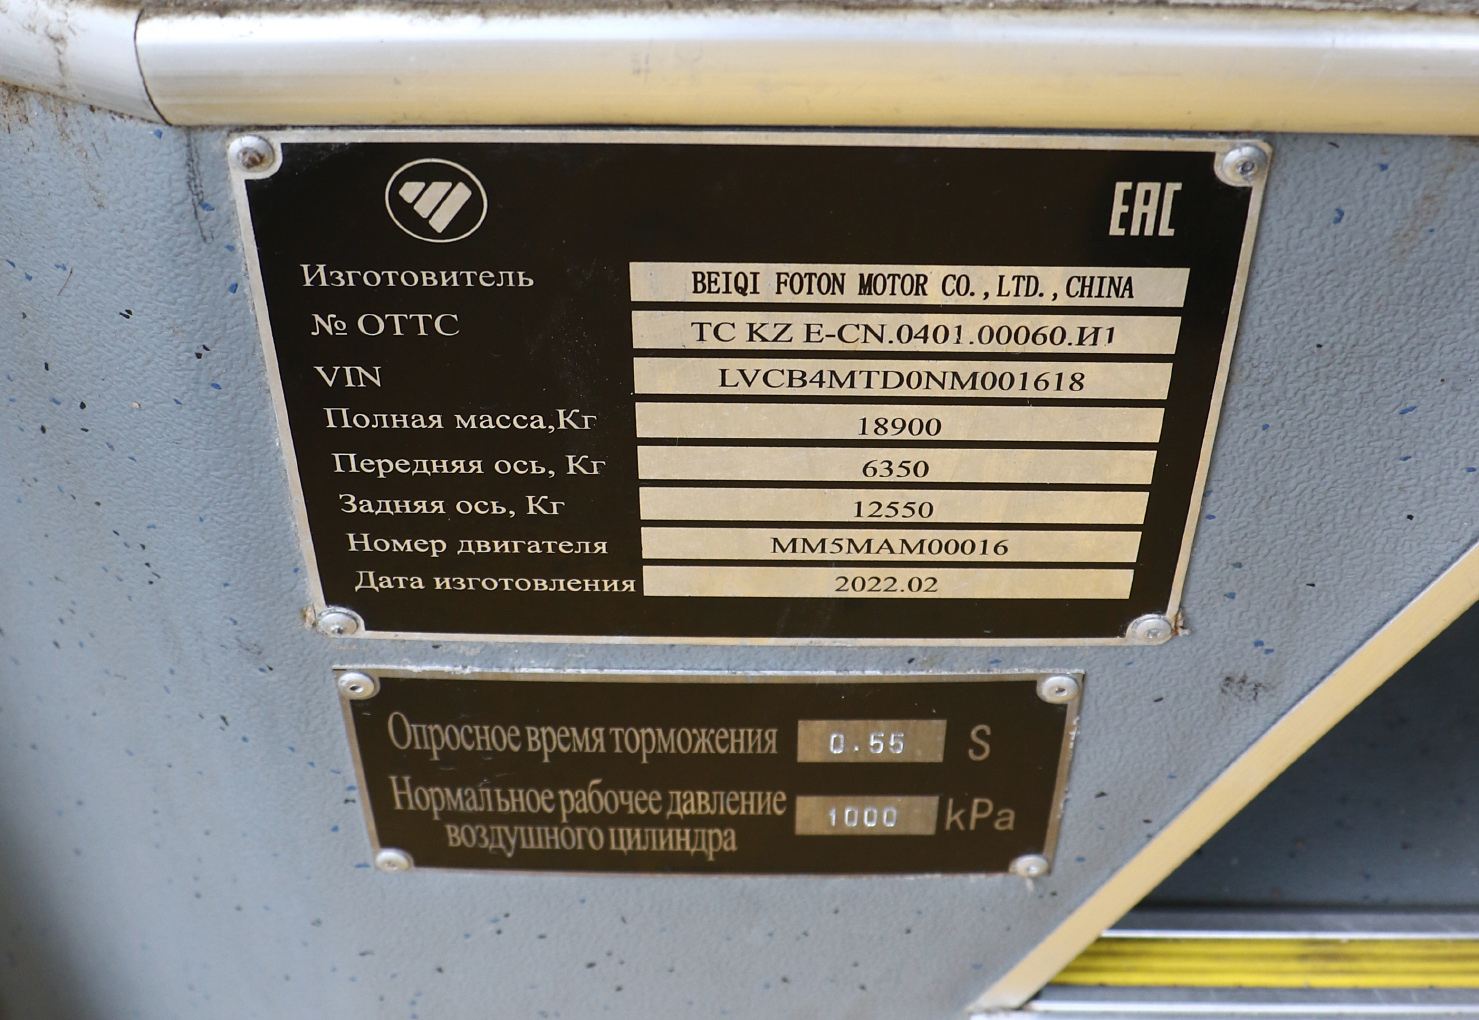 EAC
Изготовитель BEIQI FOTON MOTOR CO.,LTD.,CHINA
№ ОТТС ТС KZ E-CN.0401.00060.И1
VIN LVCB4MTD0NM001618
Полная масса,Кг 18900
Передняя ось, Кг 6350
Задняя ось, Кг 12550
Номер двигателя MM5MAM00016
Дата изготовления 2022.02
Опросное время торможения 0.55 S
Нормальное рабочее давление 1000 kPa
воздушного цилиндра